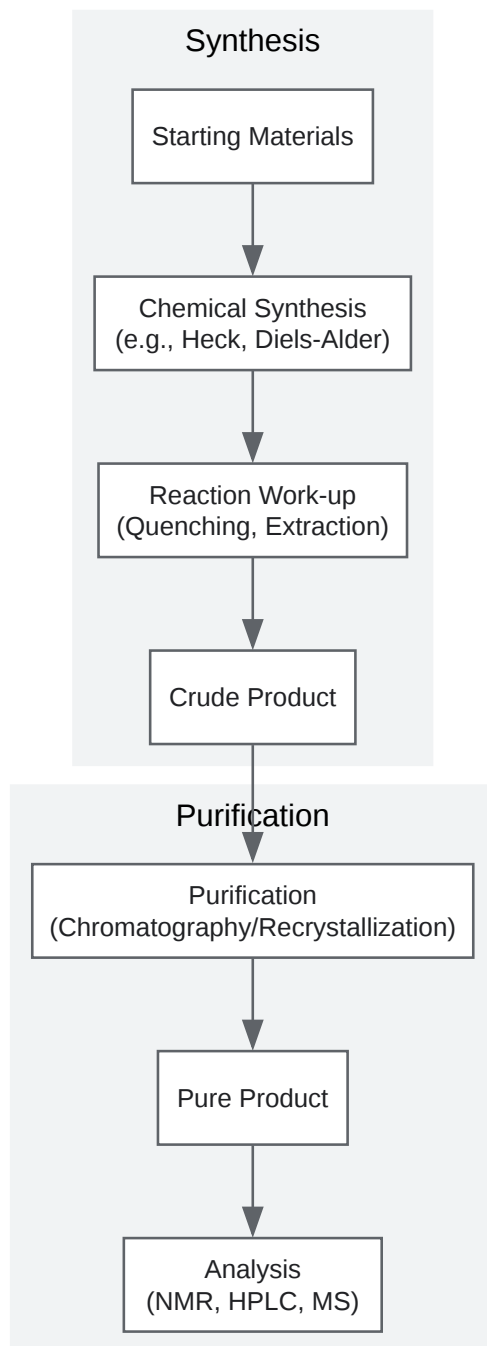 Synthesis
Starting Materials
Chemical Synthesis
(e.g., Heck, Diels-Alder)
Reaction Work-up
(Quenching, Extraction)
Crude Product
Purification
Purification
(Chromatography/Recrystallization)
Pure Product
Analysis
(NMR, HPLC, MS)